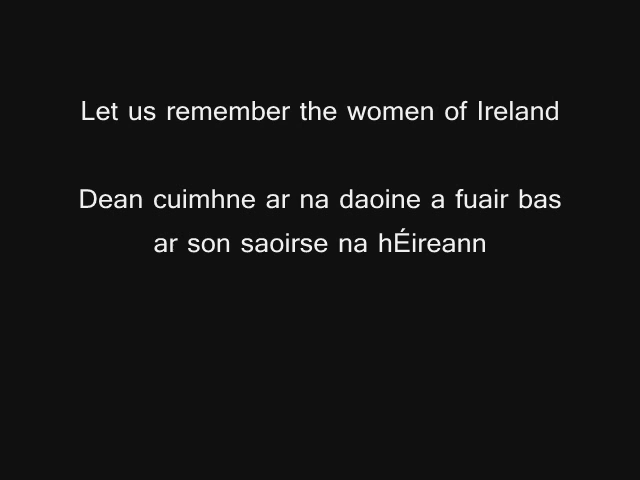 Let us remember the women of Ireland
Dean cuimhne ar na daoine a fuair bas
ar son saoirse na hÉireann